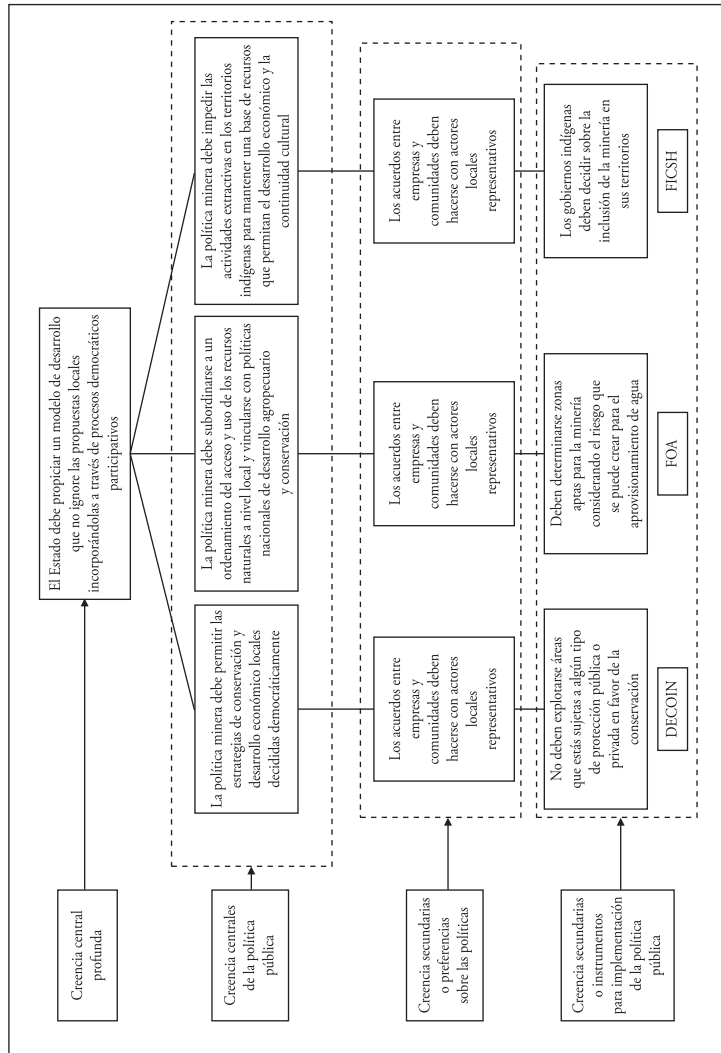 Creencia central
profunda
El Estado debe propiciar un modelo de desarrollo
que no ignore las propuestas locales
incorporándolas a través de procesos democráticos
participativos
Creencia centrales
de la política
pública
La política minera debe permitir las
estrategias de conservación y
desarrollo económico locales
decididas democráticamente
La política minera debe subordinarse a un
ordenamiento del acceso y uso de los recursos
naturales a nivel local y vincularse con políticas
nacionales de desarrollo agropecuario
y conservación
La política minera debe impedir las
actividades extractivas en los territorios
indígenas para mantener una base de recursos
que permitan el desarrollo económico y la
continuidad cultural
Creencia secundarias
o preferencias
sobre las políticas
Los acuerdos entre
empresas y
comunidades deben
hacerse con actores
locales
representativos
Los acuerdos entre
empresas y
comunidades deben
hacerse con actores
locales
representativos
Los acuerdos entre
empresas y
comunidades deben
hacerse con actores
locales
representativos
Creencia secundarias
o instrumentos
para implementación
de la política
pública
No deben explotarse áreas
que estás sujetas a algún tipo
de protección pública o
privada en favor de la
conservación
Deben determinarse zonas
aptas para la minería
considerando el riesgo que
se puede crear para el
aprovisionamiento de agua
Los gobiernos indígenas
deben decidir sobre la
inclusión de la minería en
sus territorios
DECOIN
FOA
FICSH